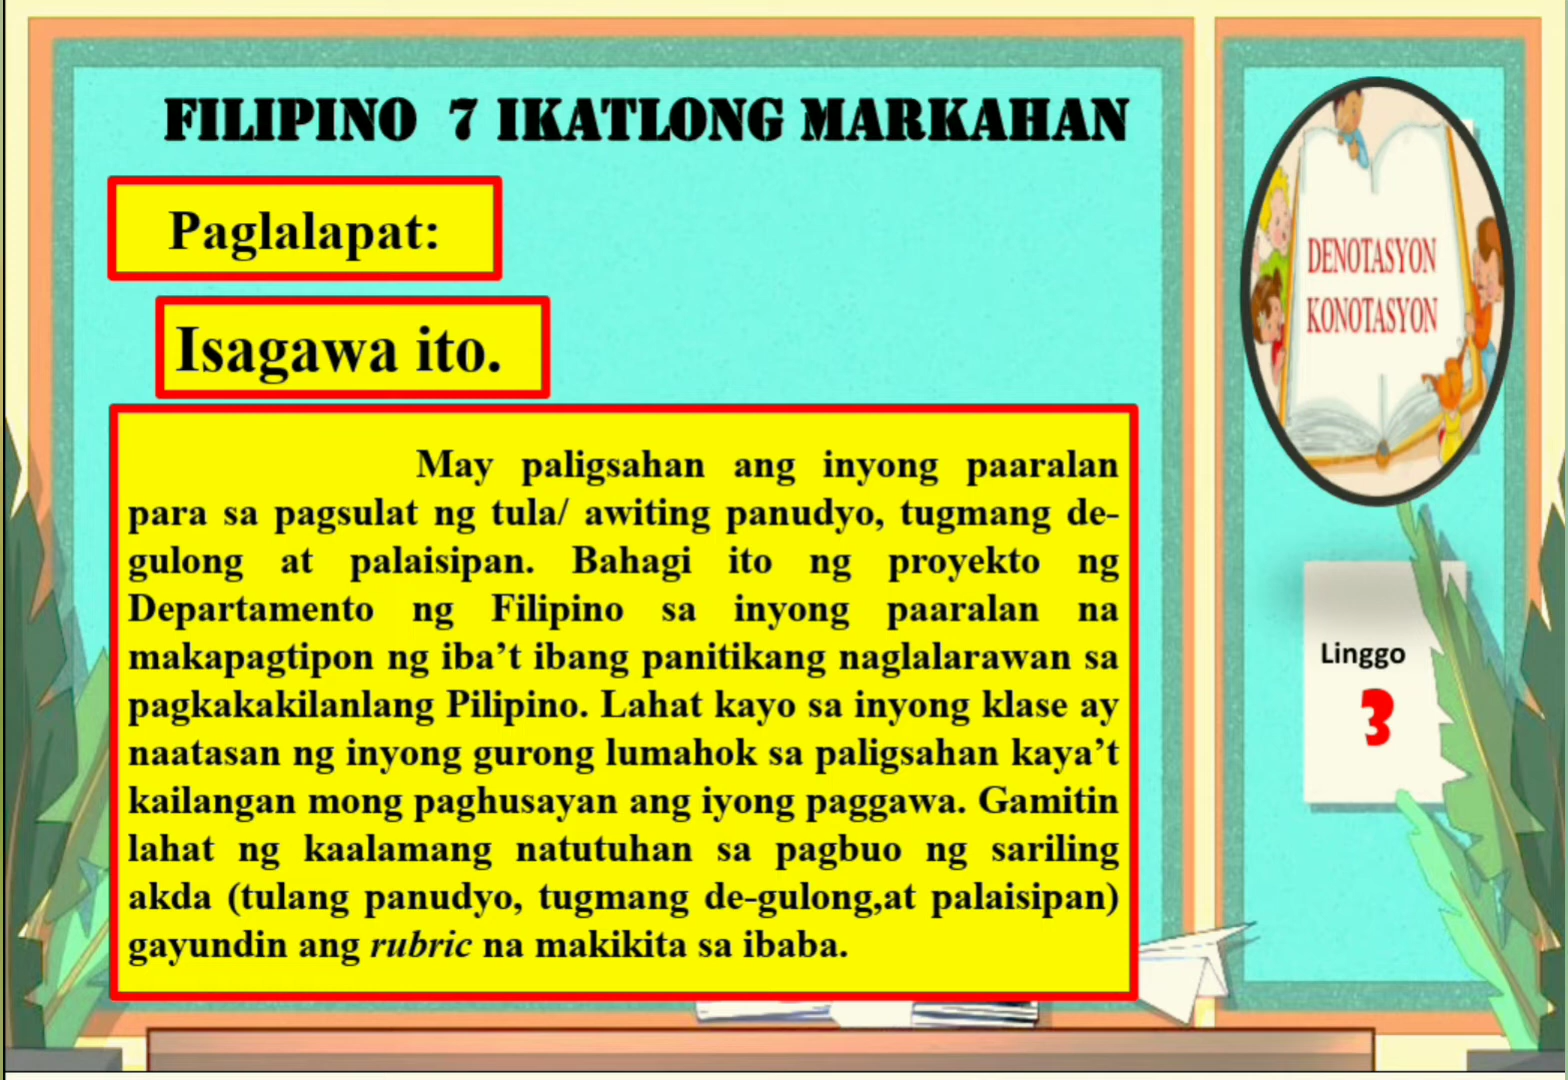 FILIPINO 7 IKATLONG MARKAHAN
Paglalapat:
Isagawa ito.
May paligsahan ang inyong paaralan
para sa pagsulat ng tula/ awiting panudyo, tugmang de-
gulong at palaisipan. Bahagi ito ng proyekto ng
Departamento ng Filipino sa inyong paaralan na
makapagtipon ng iba’t ibang panitikang naglalarawan sa
pagkakakilanlang Pilipino. Lahat kayo sa inyong klase ay
naatasan ng inyong gurong lumahok sa paligsahan kaya’t
kailangan mong paghusayan ang iyong paggawa. Gamitin
lahat ng kaalamang natutuhan sa pagbuo ng sariling
akda (tulang panudyo, tugmang de-gulong,at palaisipan)
gayundin ang rubric na makikita sa ibaba.
DENOTASYON
KONOTASYON
Linggo
3